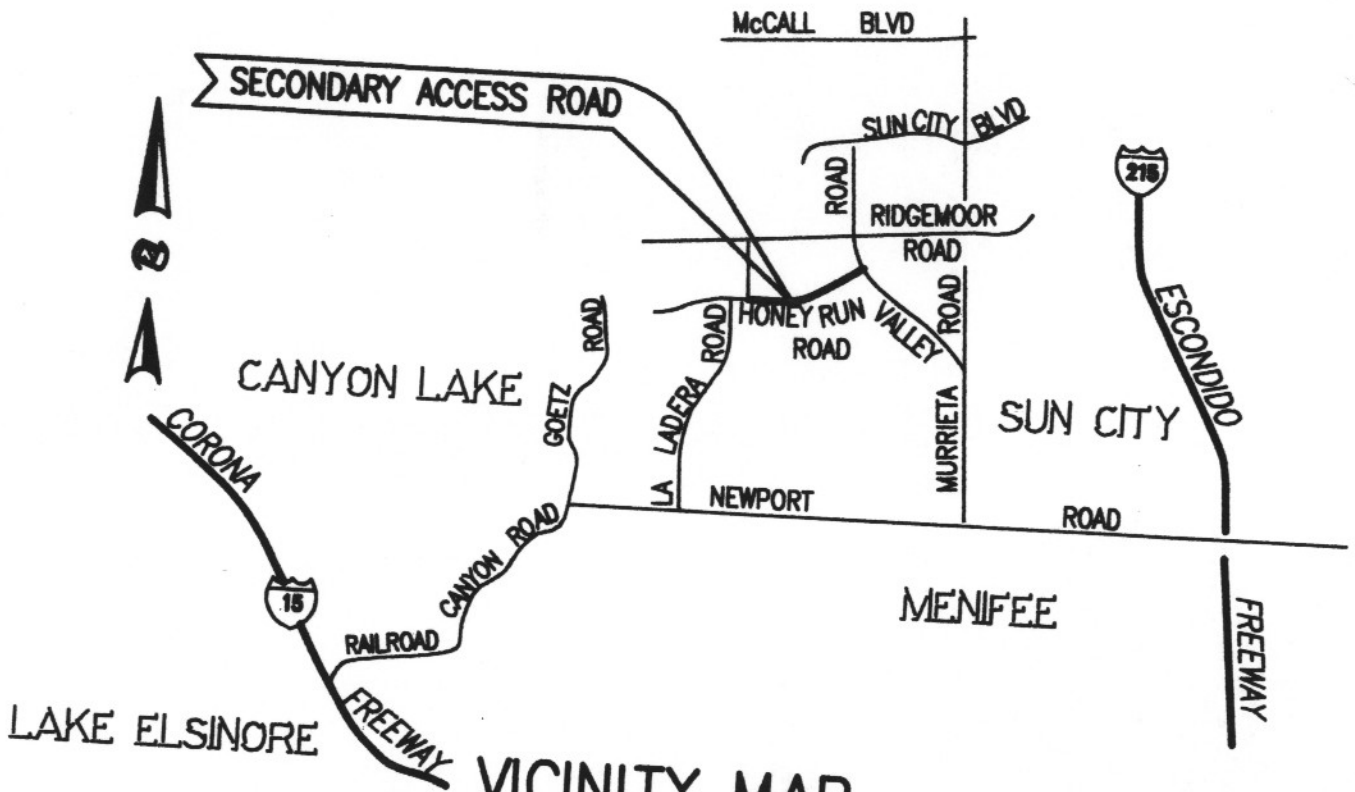 McCALL BLVD
SECONDARY ACCESS ROAD
SUN CITY BLVD
215
ROAD
RIDGEMOOR
ROAD
N
ROAD
HONEY RUN
ROAD
VALLEY
ROAD
ESCONDIDO
CANYON LAKE
GOETZ
LA LADERA ROAD
MURRIETA
SUN CITY
CORONA
NEWPORT ROAD
15
RAILROAD CANYON ROAD
MENIFEE
FREEWAY
FREEWAY
LAKE ELSINORE
VICINITY MAP